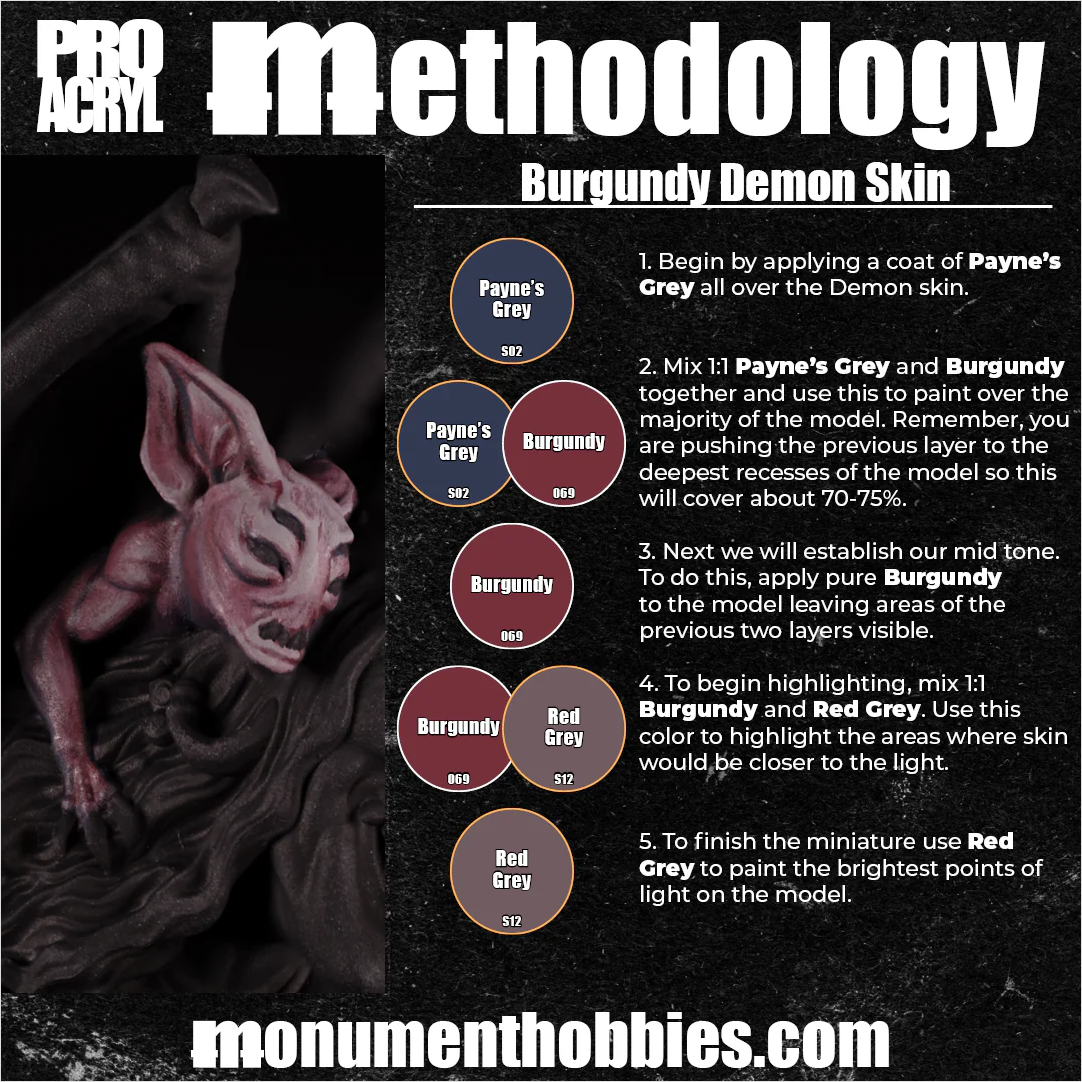 PRO
ACRYL
Methodology
Burgundy Demon Skin
Payne's
Grey
S02
1. Begin by applying a coat of Payne's
Grey all over the Demon skin.
Payne's
Grey
S02
Burgundy
069
2. Mix 1:1 Payne's Grey and Burgundy
together and use this to paint over the
majority of the model. Remember, you
are pushing the previous layer to the
deepest recesses of the model so this
will cover about 70-75%.
Burgundy
069
3. Next we will establish our mid tone.
To do this, apply pure Burgundy
to the model leaving areas of the
previous two layers visible.
Burgundy
069
Red
Grey
S12
4. To begin highlighting, mix 1:1
Burgundy and Red Grey. Use this
color to highlight the areas where skin
would be closer to the light.
Red
Grey
S12
5. To finish the miniature use Red
Grey to paint the brightest points of
light on the model.
monumenthobbies.com